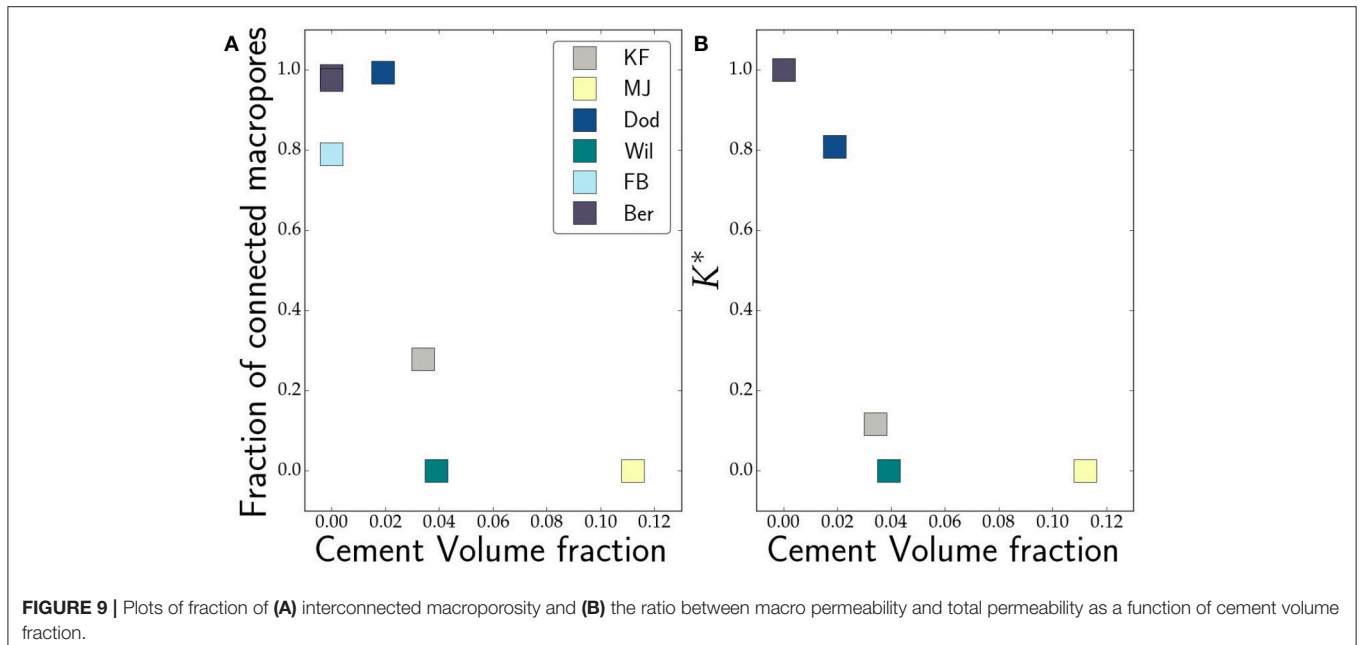 A
Fraction of connected macropores
1.0
0.8
0.6
0.4
0.2
0.0
0.00 0.02 0.04 0.06 0.08 0.10 0.12
Cement Volume fraction
KF
MJ
Dod
Wil
FB
Ber
B
K*
1.0
0.8
0.6
0.4
0.2
0.0
0.00 0.02 0.04 0.06 0.08 0.10 0.12
Cement Volume fraction
FIGURE 9 | Plots of fraction of (A) interconnected macroporosity and (B) the ratio between macro permeability and total permeability as a function of cement volume
fraction.